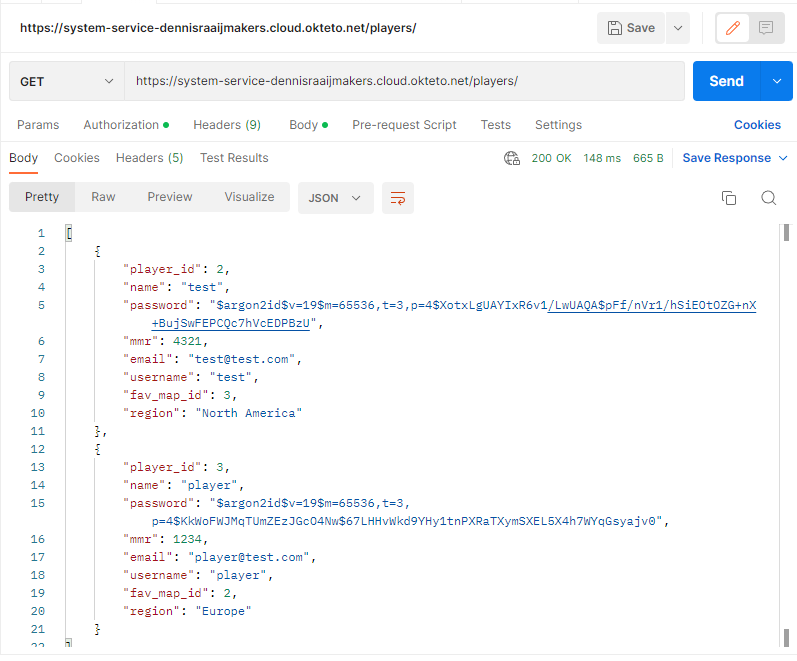 https://system-service-dennisraaijmakers.cloud.okteto.net/players/
Save
GET
https://system-service-dennisraaijmakers.cloud.okteto.net/players/
Send
Params Authorization Headers (9) Body Pre-request Script Tests Settings Cookies
Body Cookies Headers (5) Test Results 200 OK 148 ms 665 B Save Response
Pretty Raw Preview Visualize JSON
1 [
2 {
3 "player_id": 2,
4 "name": "test",
5 "password": "$argon2id$v=19$m=65536,t=3,p=4$XotxLgUAYIxR6v1/LwUAQA$pFf/nVr1/hSiEOtOZG+nX
+BujSwFEPCQc7hVcEDPBzU",
6 "mmr": 4321,
7 "email": "test@test.com",
8 "username": "test",
9 "fav_map_id": 3,
10 "region": "North America"
11 },
12 {
13 "player_id": 3,
14 "name": "player",
15 "password": "$argon2id$v=19$m=65536,t=3,
p=4$KkWoFWJMqTUmZEzJGcO4Nw$67LHHvWkd9YHy1tnPXRaTXymSXEL5X4h7WYqGsyajv0",
16 "mmr": 1234,
17 "email": "player@test.com",
18 "username": "player",
19 "fav_map_id": 2,
20 "region": "Europe"
21 }
22 ]